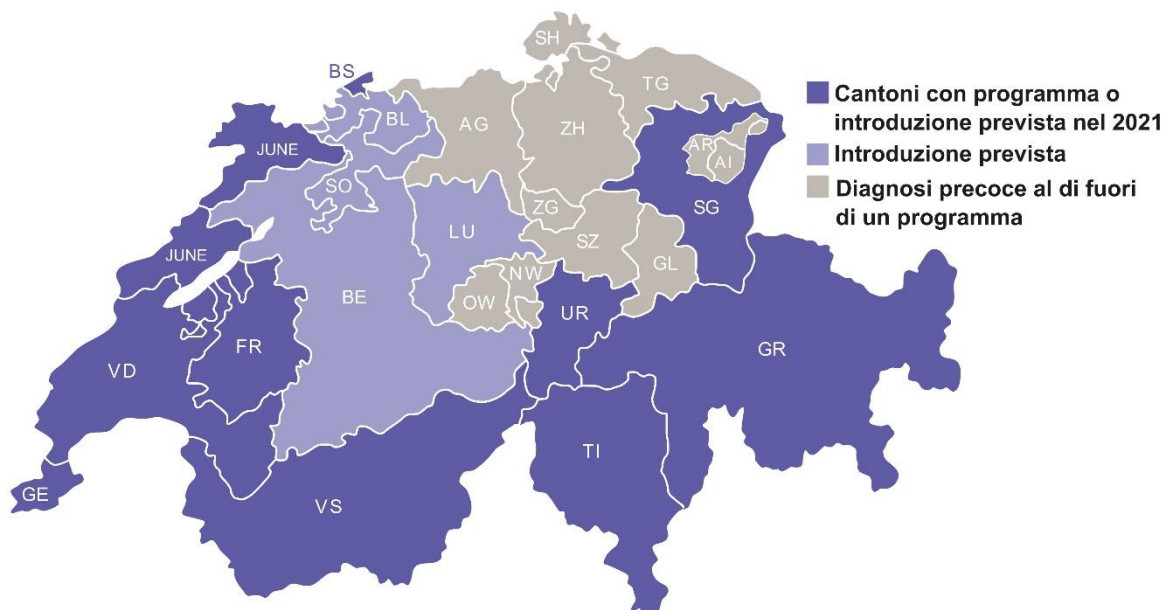 SH
BS
TG
BL
AG
ZH
JUNE
AR
AI
SO
ZG
SG
LU
SZ
JUNE
NW
GL
BE
OW
UR
FR
GR
VD
TI
GE
VS
Cantoni con programma o
introduzione prevista nel 2021
Introduzione prevista
Diagnosi precoce al di fuori
di un programma